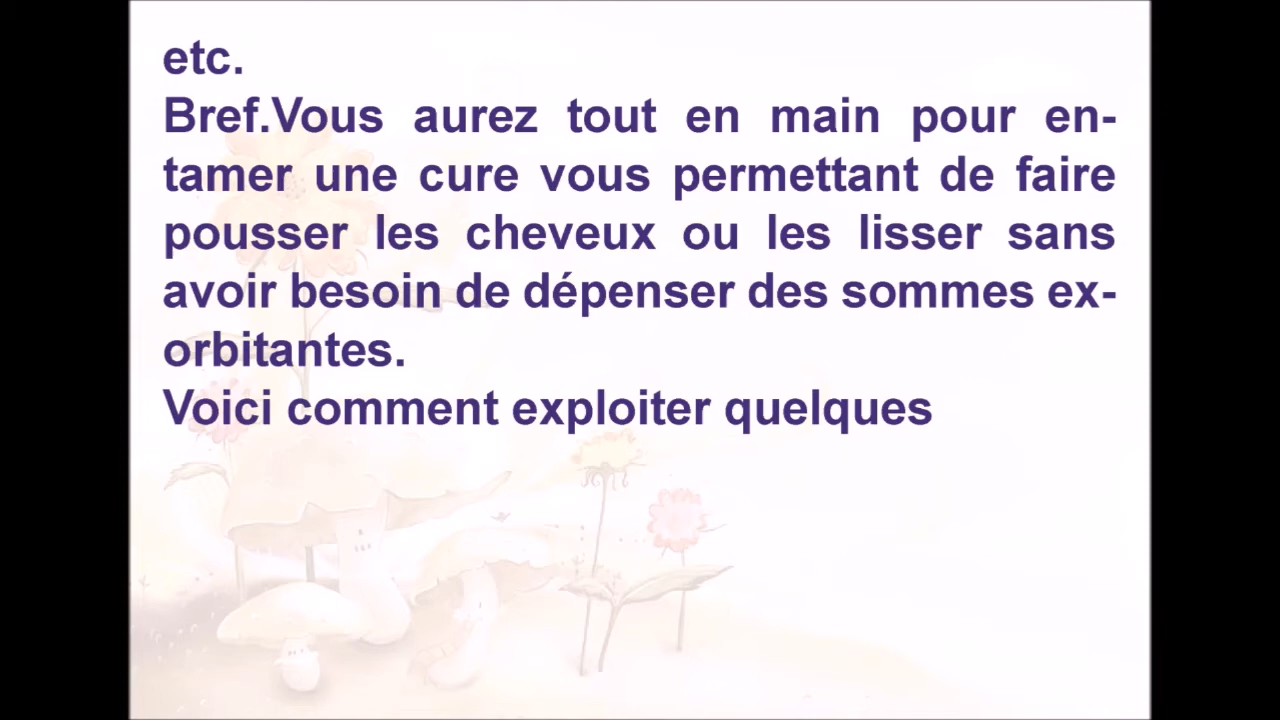 etc.
Bref.Vous aurez tout en main pour en-
tamer une cure vous permettant de faire
pousser les cheveux ou les lisser sans
avoir besoin de dépenser des sommes ex-
orbitantes.
Voici comment exploiter quelques